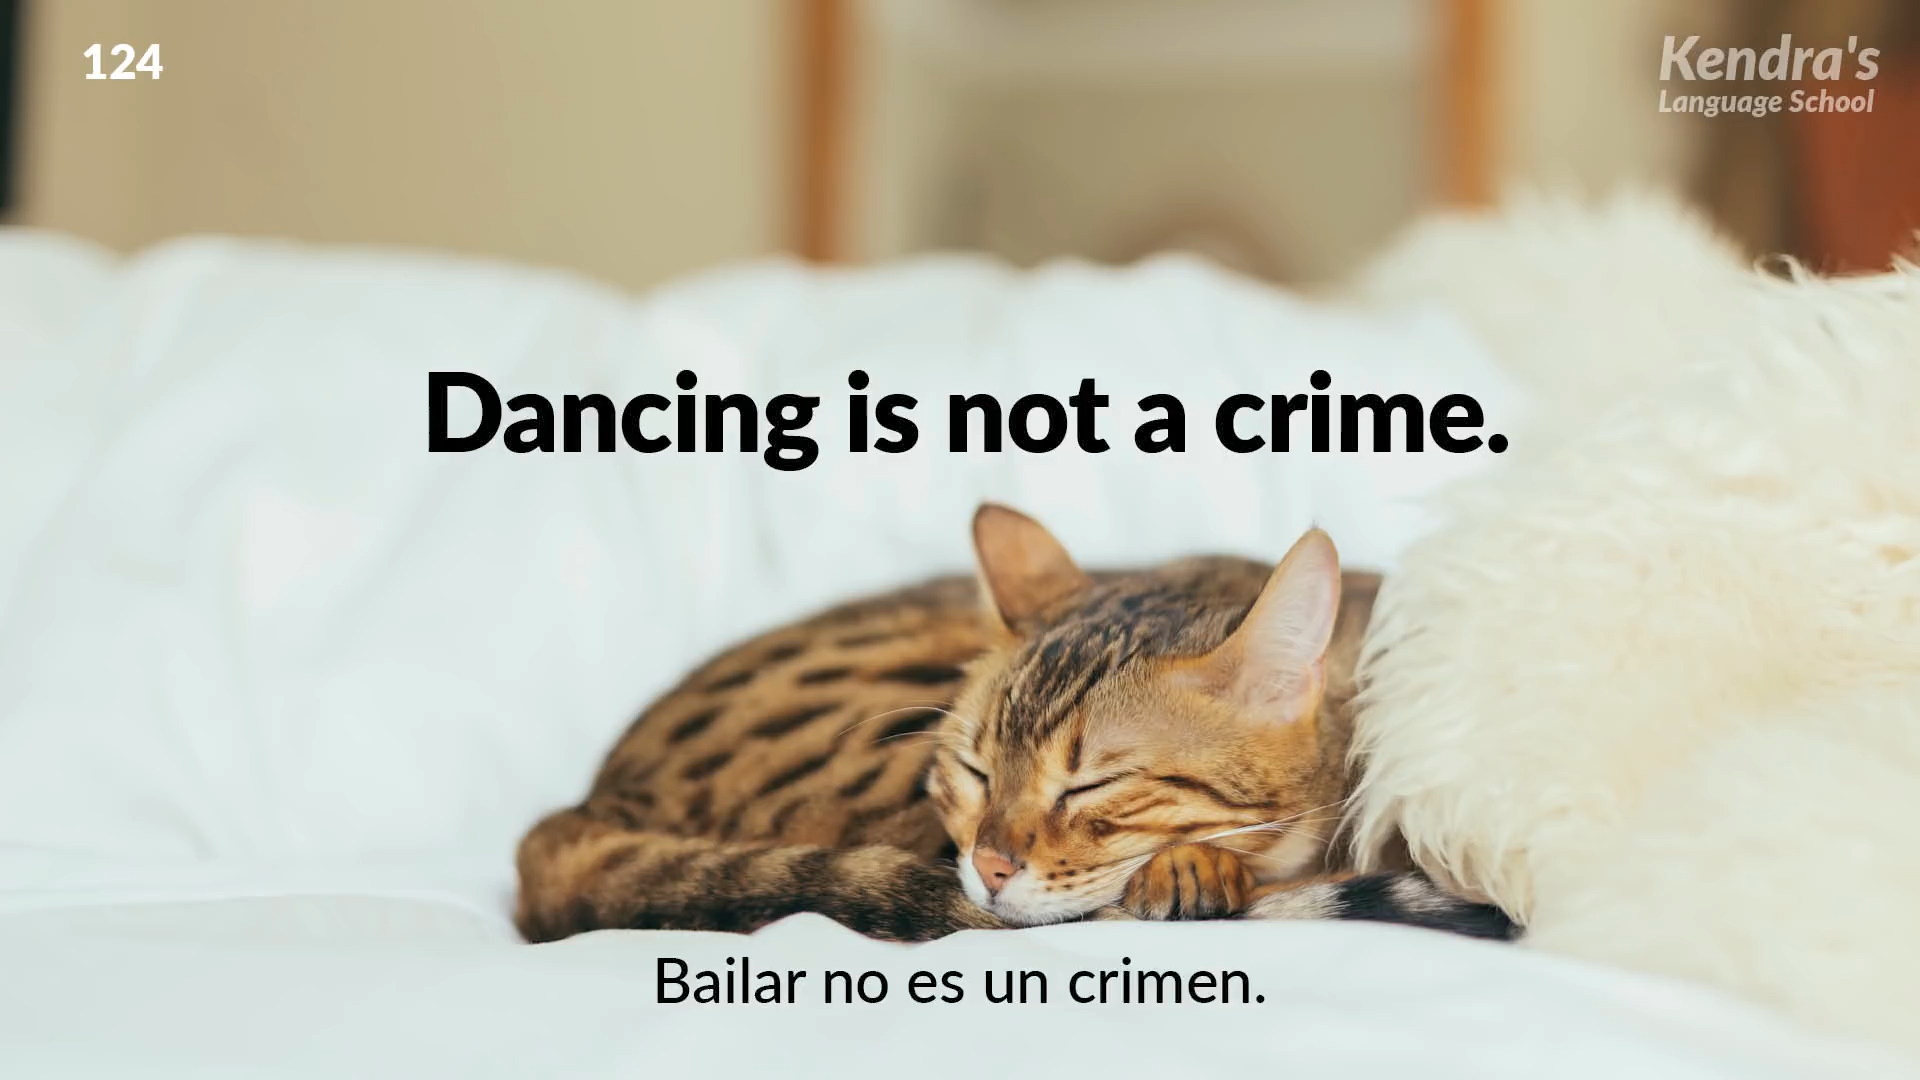 124
Kendra's
Language School
Dancing is not a crime.
Bailar no es un crimen.